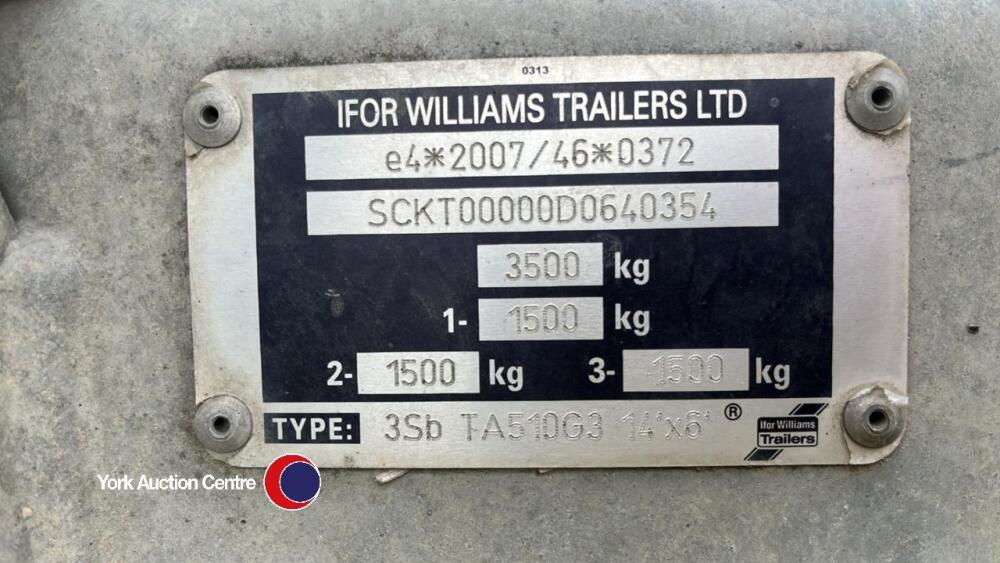 0313
IFOR WILLIAMS TRAILERS LTD
e4*2007/46*0372
SCKT00000D0640354
3500 kg
1- 1500 kg
2- 1500 kg 3- 1500 kg
TYPE: 3Sb TA510G3 14'x6' ®
Ifor Williams
Trailers
York Auction Centre